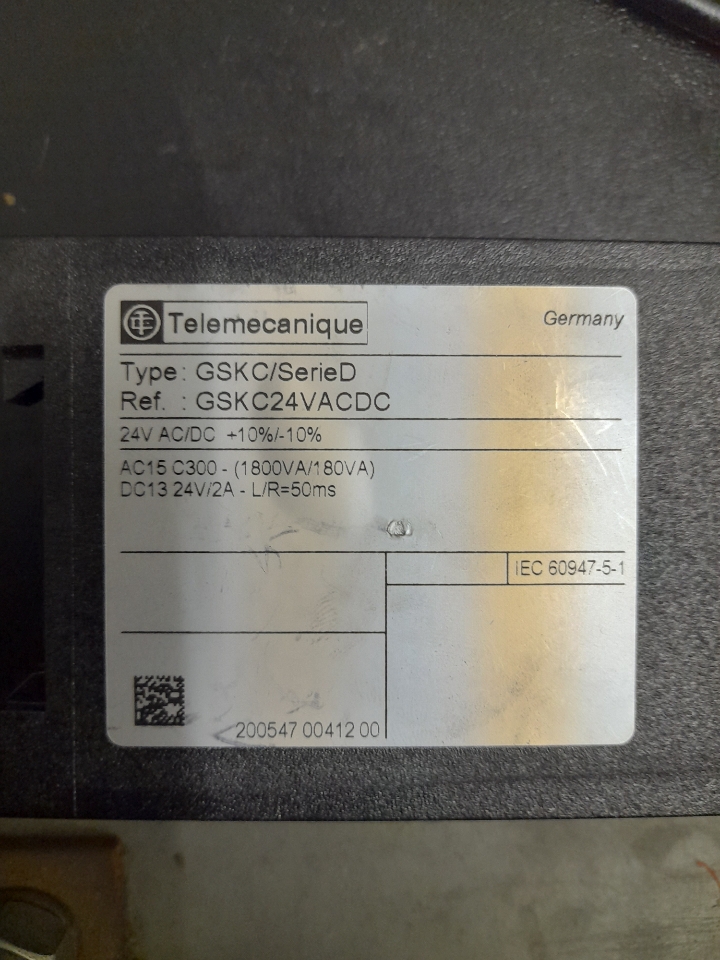 Telemecanique
Germany
Type: GSKC/SerieD
Ref. : GSKC24VACDC
24V AC/DC +10%/-10%
AC15 C300 - (1800VA/180VA)
DC13 24V/2A - L/R=50ms
IEC 60947-5-1
200547 00412 00